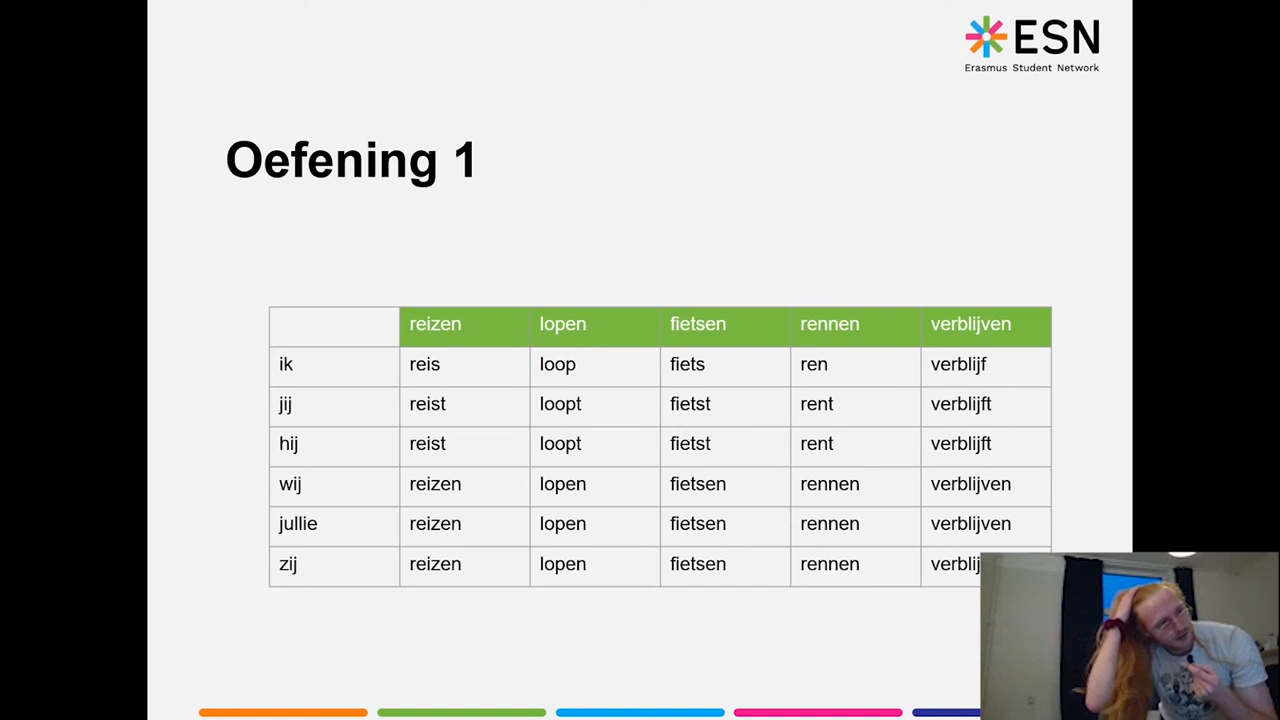 ESN
Erasmus Student Network
Oefening 1
reizen lopen fietsen rennen verblijven
ik reis loop fiets ren verblijf
jij reist loopt fietst rent verblijft
hij reist loopt fietst rent verblijft
wij reizen lopen fietsen rennen verblijven
jullie reizen lopen fietsen rennen verblijven
zij reizen lopen fietsen rennen